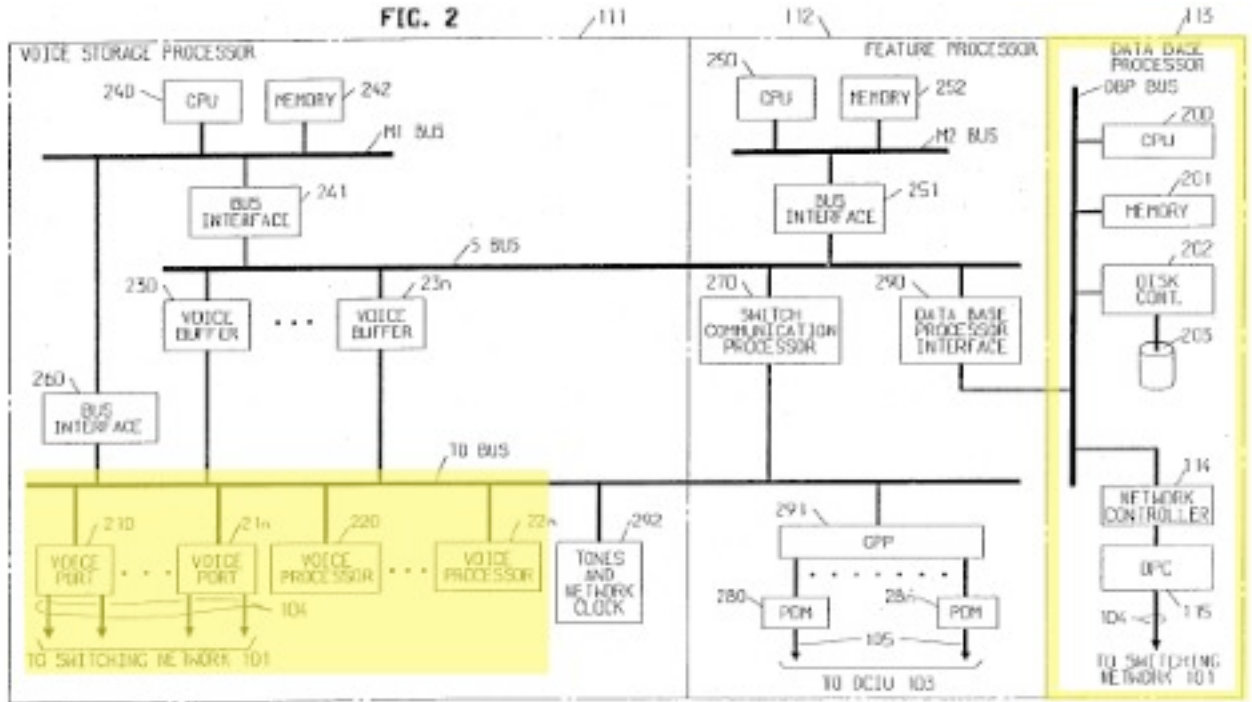 FIG. 2
111
112
113
VOICE STORAGE PROCESSOR
FEATURE PROCESSOR
DATA BASE
PROCESSOR
240
CPU
MEMORY
242
M1 BUS
250
CPU
MEMORY
252
M2 BUS
DBP BUS
200
CPU
201
MEMORY
202
DISK
CONT.
203
BUS
INTERFACE
241
BUS
INTERFACE
251
S BUS
230
VOICE
BUFFER
...
23n
VOICE
BUFFER
270
SWITCH
COMMUNICATION
PROCESSOR
290
DATA BASE
PROCESSOR
INTERFACE
260
BUS
INTERFACE
TD BUS
210
VOICE
PORT
...
21n
VOICE
PORT
220
VOICE
PROCESSOR
...
22n
VOICE
PROCESSOR
292
TONES
AND
NETWORK
CLOCK
104
TO SWITCHING NETWORK 101
291
GPP
280
PDM
28n
PDM
105
TO DCIU 103
114
NETWORK
CONTROLLER
115
104
TO SWITCHING
NETWORK 101